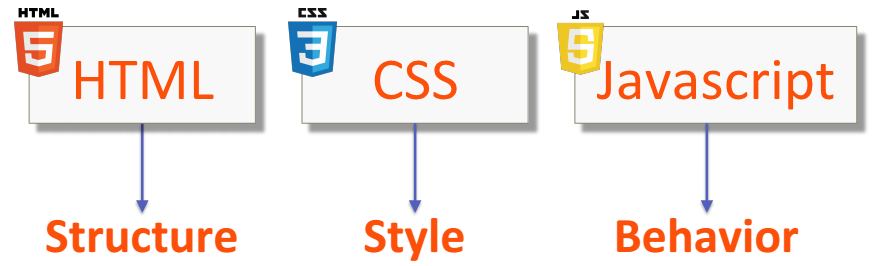 HTML
5
HTML
CSS
3
CSS
JS
5
Javascript
Structure
Style
Behavior